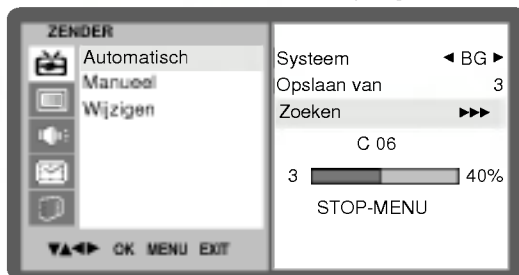 ZENDER
Automatisch
Manueel
Wijzigen
▼▲◄► OK MENU EXIT
Systeem ◄ BG ►
Opslaan van 3
Zoeken ►►►
C 06
3 40%
STOP-MENU